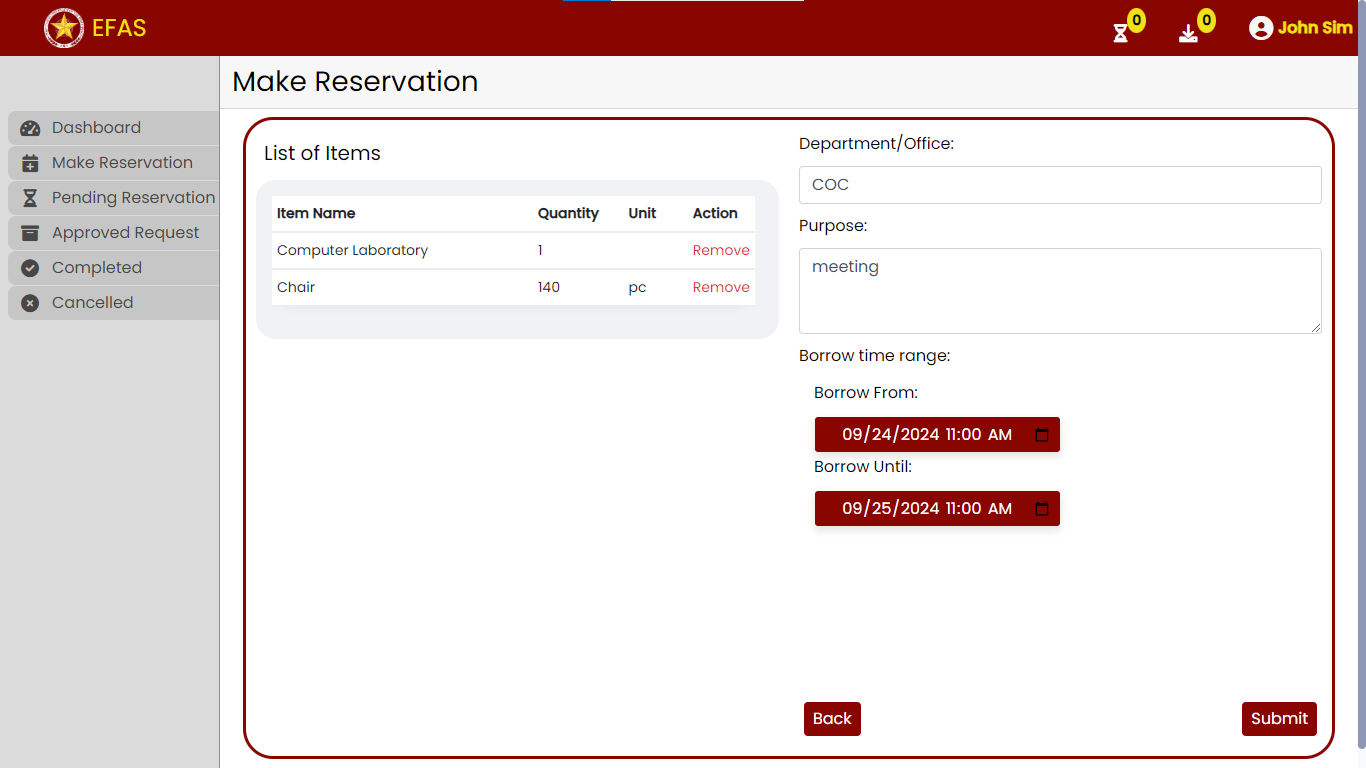 EFAS
0
0
John Sim
Make Reservation
Dashboard
Make Reservation
Pending Reservation
Approved Request
Completed
Cancelled
List of Items
Item Name Quantity Unit Action
Computer Laboratory 1 Remove
Chair 140 pc Remove
Department/Office:
COC
Purpose:
meeting
Borrow time range:
Borrow From:
09/24/2024 11:00 AM
Borrow Until:
09/25/2024 11:00 AM
Back
Submit